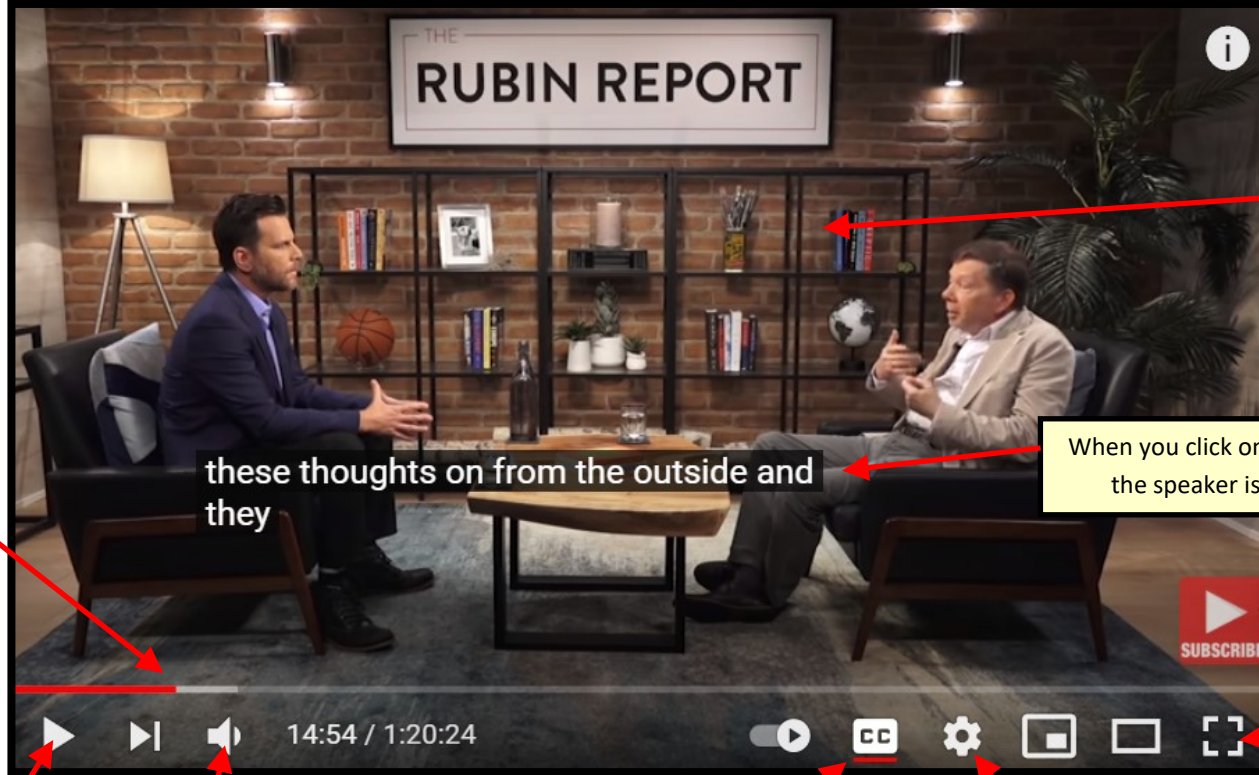 THE
RUBIN REPORT
i
When you click or
the speaker is
these thoughts on from the outside and
they
SUBSCRIBE
14:54 / 1:20:24
CC